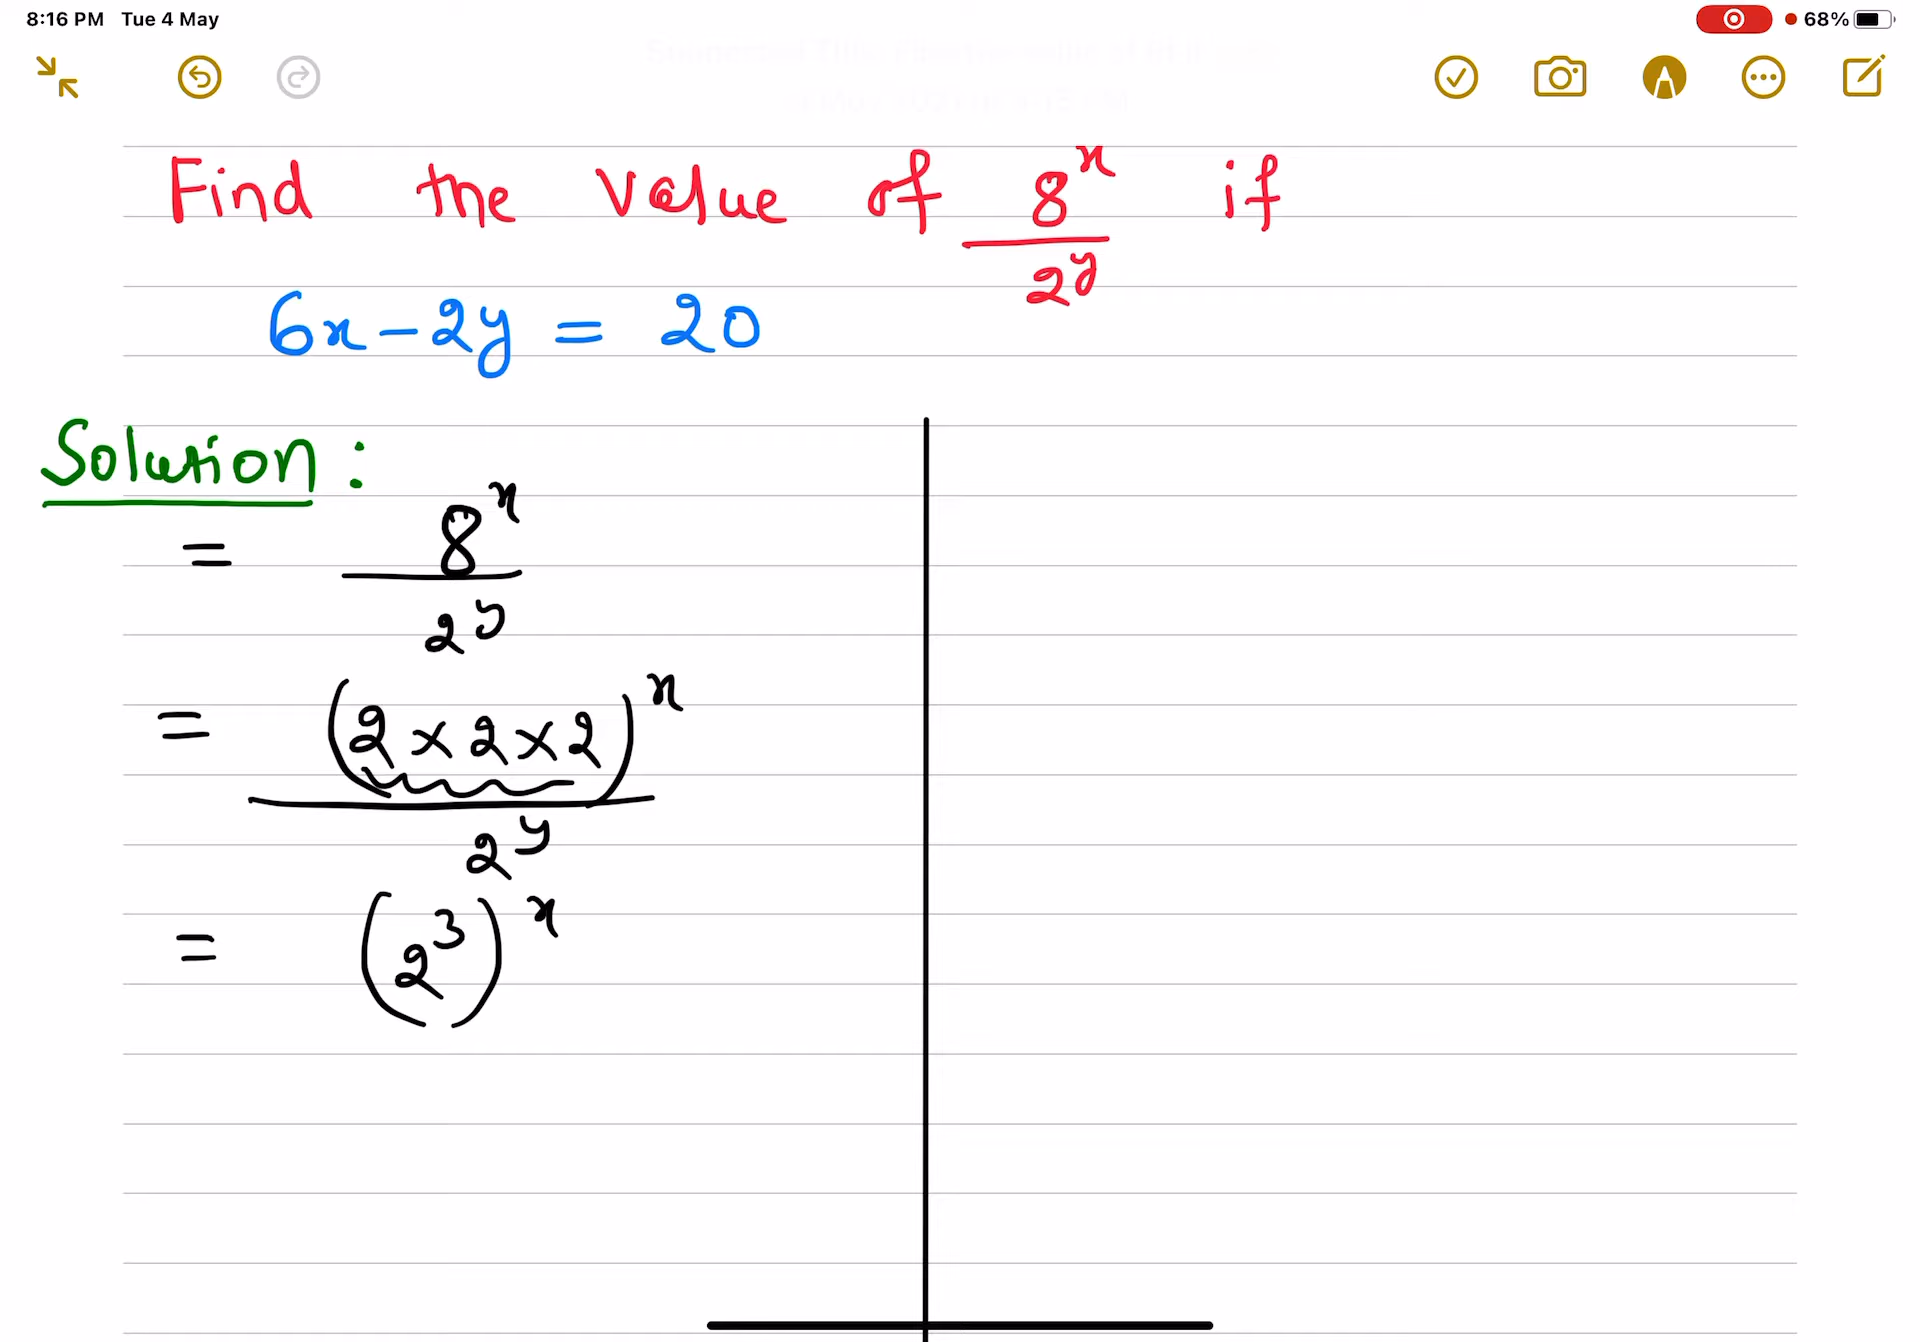 8:16 PM Tue 4 May 68%
Find the value of 8^x / 2^y if
6x - 2y = 20
Solution :
= 8^x / 2^y
= (2 × 2 × 2)^x / 2^y
= (2^3)^x